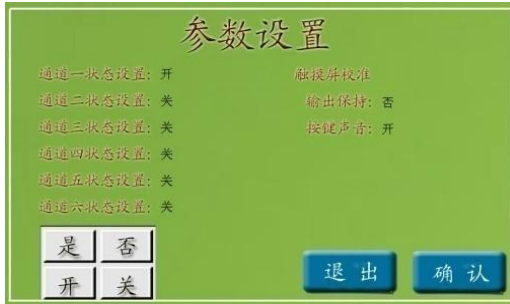 参数设置
通道一状态设置: 开
通道二状态设置: 关
通道三状态设置: 关
通道四状态设置: 关
通道五状态设置: 关
通道六状态设置: 关
触摸屏校准
输出保持: 否
按键声音: 开
是 否
开 关
退出 确认